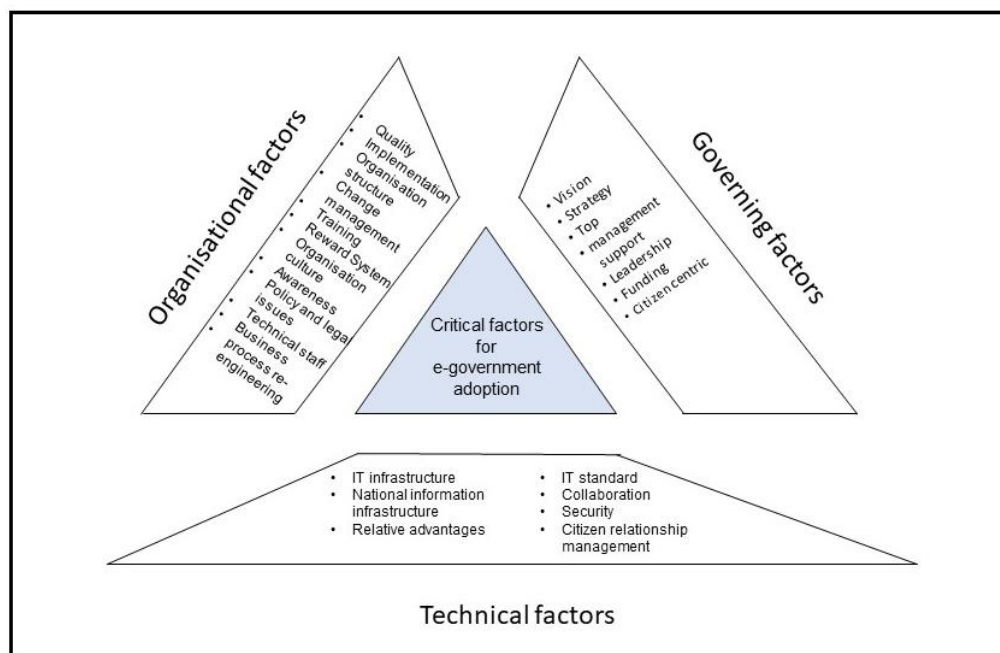 Organisational factors
• Quality
• Implementation
• Organisation
structure
• Change
management
• Training
• Reward System
• Organisation
culture
• Awareness
• Policy and legal
issues
• Technical staff
• Business
process re-
engineering
Governing factors
• Vision
• Strategy
• Top
• management
support
• Leadership
• Funding
• Citizen centric
Critical factors
for
e-government
adoption
• IT infrastructure
• National information
infrastructure
• Relative advantages
• IT standard
• Collaboration
• Security
• Citizen relationship
management
Technical factors